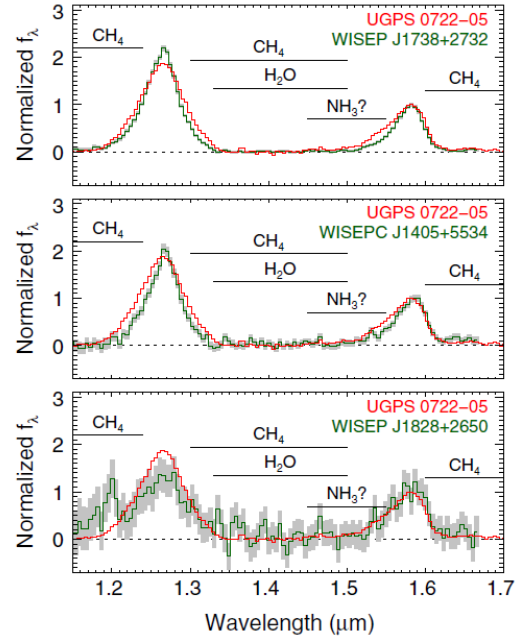 UGPS 0722−05
WISEP J1738+2732
CH₄
CH₄
H₂O
NH₃?
CH₄
Normalized f_λ
3
2
1
0
UGPS 0722−05
WISEPC J1405+5534
CH₄
CH₄
H₂O
NH₃?
CH₄
Normalized f_λ
3
2
1
0
UGPS 0722−05
WISEP J1828+2650
CH₄
CH₄
H₂O
NH₃?
CH₄
Normalized f_λ
3
2
1
0
1.2 1.3 1.4 1.5 1.6 1.7
Wavelength (μm)